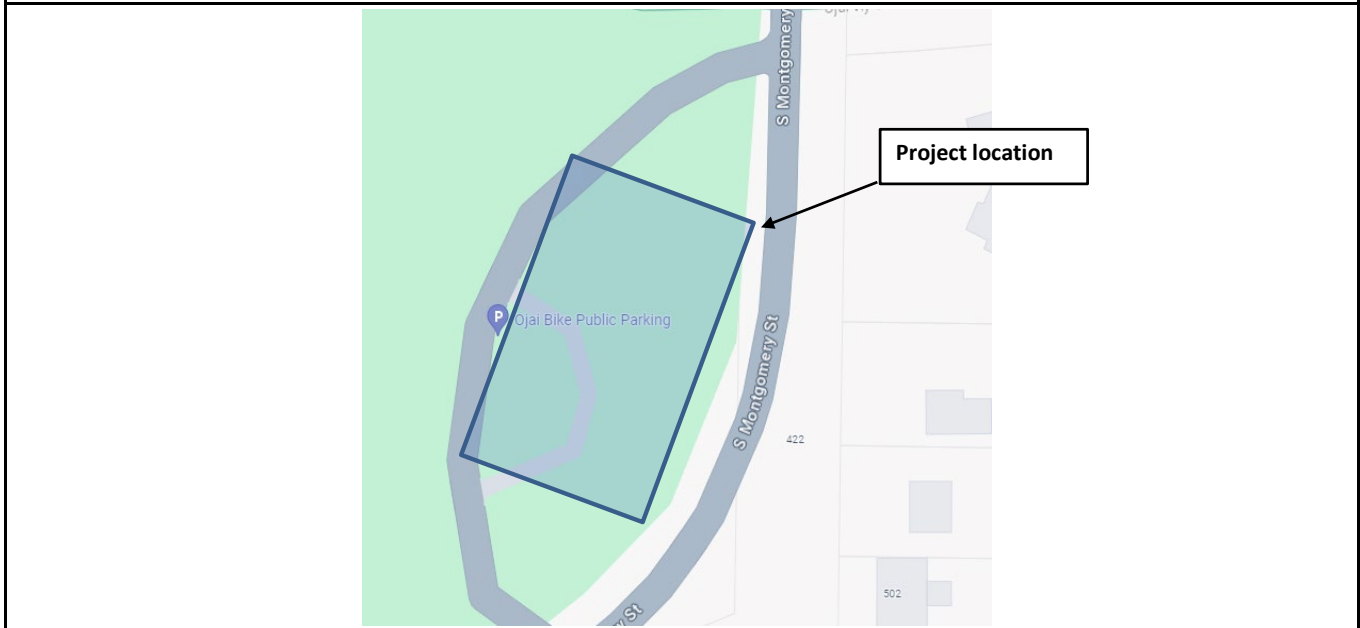 S Montgomery
Project location
Ojai Bike Public Parking
S Montgomery St
422
502
St